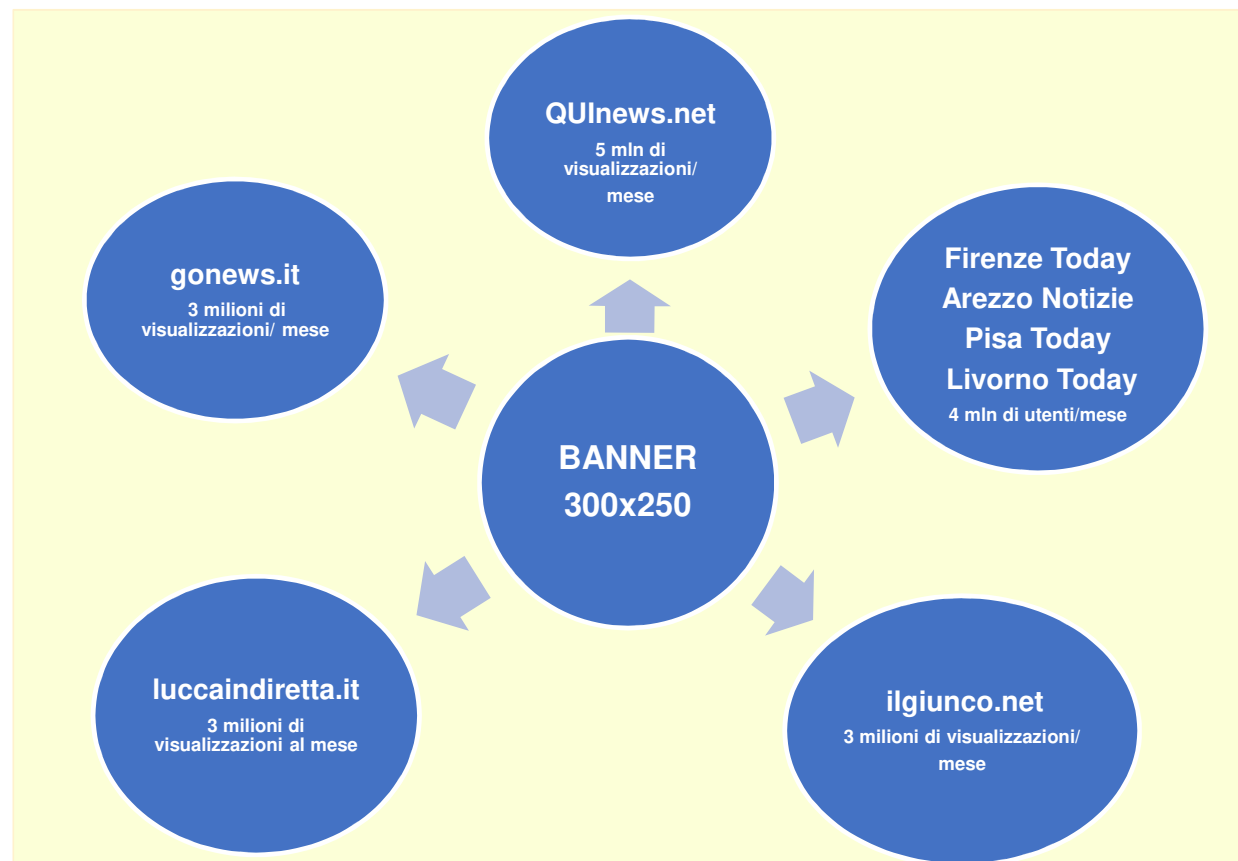 QUInews.net
5 mln di
visualizzazioni/
mese
gonews.it
3 milioni di
visualizzazioni/ mese
Firenze Today
Arezzo Notizie
Pisa Today
Livorno Today
4 mln di utenti/mese
BANNER
300x250
luccaindiretta.it
3 milioni di
visualizzazioni al mese
ilgiunco.net
3 milioni di visualizzazioni/
mese